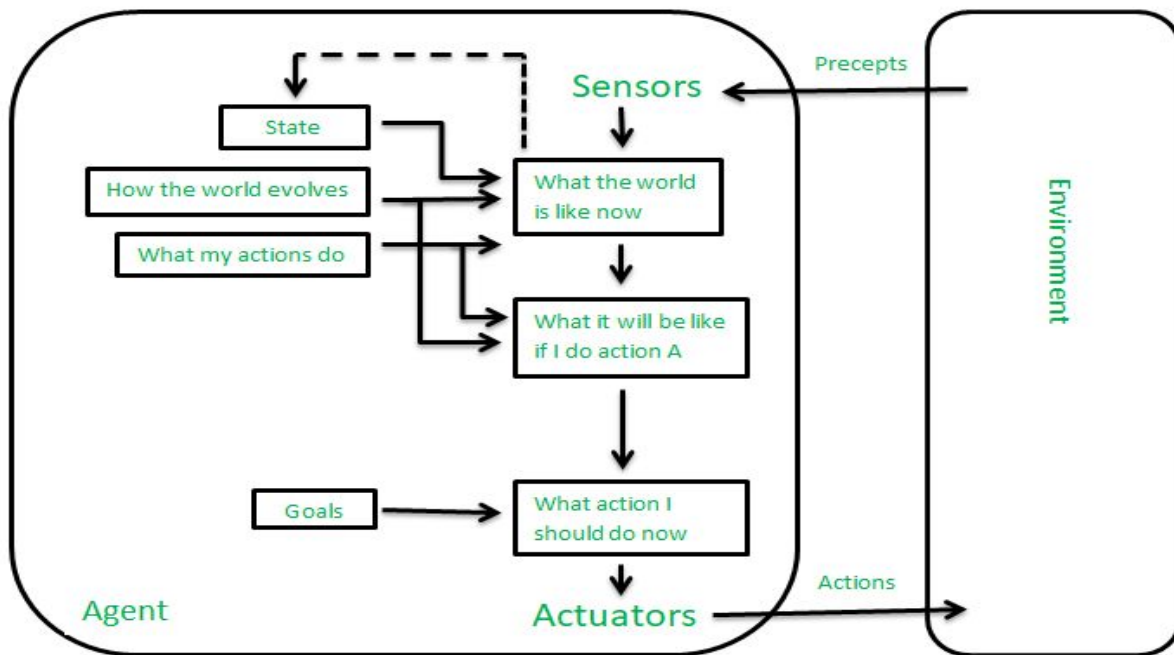 Precepts
Sensors
State
How the world evolves
What my actions do
What the world
is like now
What it will be like
if I do action A
Goals
What action I
should do now
Agent
Actuators
Actions
Environment